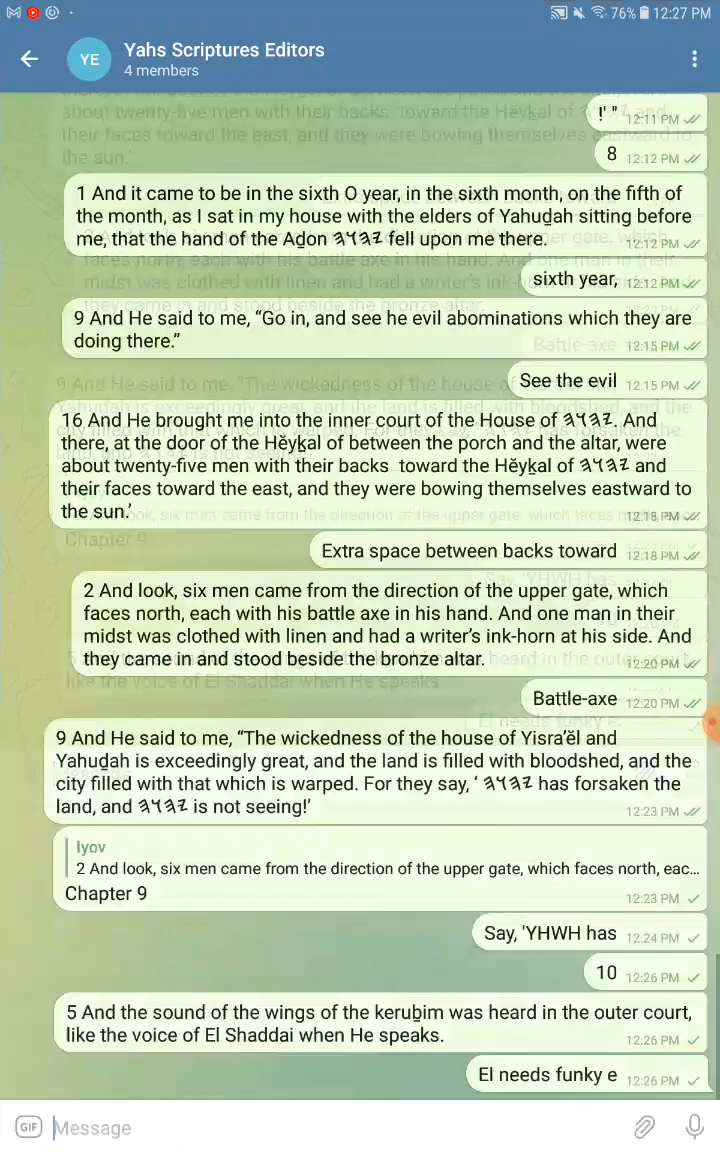 76% 12:27 PM
YE
Yahs Scriptures Editors
4 members
!' " 12:11 PM
8 12:12 PM
1 And it came to be in the sixth O year, in the sixth month, on the fifth of
the month, as I sat in my house with the elders of Yahuḏah sitting before
me, that the hand of the Aḏon 𐤉𐤄𐤅𐤄 fell upon me there.
12:12 PM
sixth year, 12:12 PM
9 And He said to me, “Go in, and see he evil abominations which they are
doing there.”
12:15 PM
See the evil 12:15 PM
16 And He brought me into the inner court of the House of 𐤉𐤄𐤅𐤄. And
there, at the door of the Hĕyḵal of between the porch and the altar, were
about twenty-five men with their backs  toward the Hĕyḵal of 𐤉𐤄𐤅𐤄 and
their faces toward the east, and they were bowing themselves eastward to
the sun.’
12:18 PM
Extra space between backs toward 12:18 PM
2 And look, six men came from the direction of the upper gate, which
faces north, each with his battle axe in his hand. And one man in their
midst was clothed with linen and had a writer’s ink-horn at his side. And
they came in and stood beside the bronze altar.
12:20 PM
Battle-axe 12:20 PM
9 And He said to me, “The wickedness of the house of Yisra’ĕl and
Yahuḏah is exceedingly great, and the land is filled with bloodshed, and the
city filled with that which is warped. For they say, ‘ 𐤉𐤄𐤅𐤄 has forsaken the
land, and 𐤉𐤄𐤅𐤄 is not seeing!’
12:23 PM
Iyov
2 And look, six men came from the direction of the upper gate, which faces north, eac...
Chapter 9
12:23 PM
Say, 'YHWH has 12:24 PM
10 12:26 PM
5 And the sound of the wings of the keruḇim was heard in the outer court,
like the voice of El Shaddai when He speaks.
12:26 PM
El needs funky e 12:26 PM
GIF Message